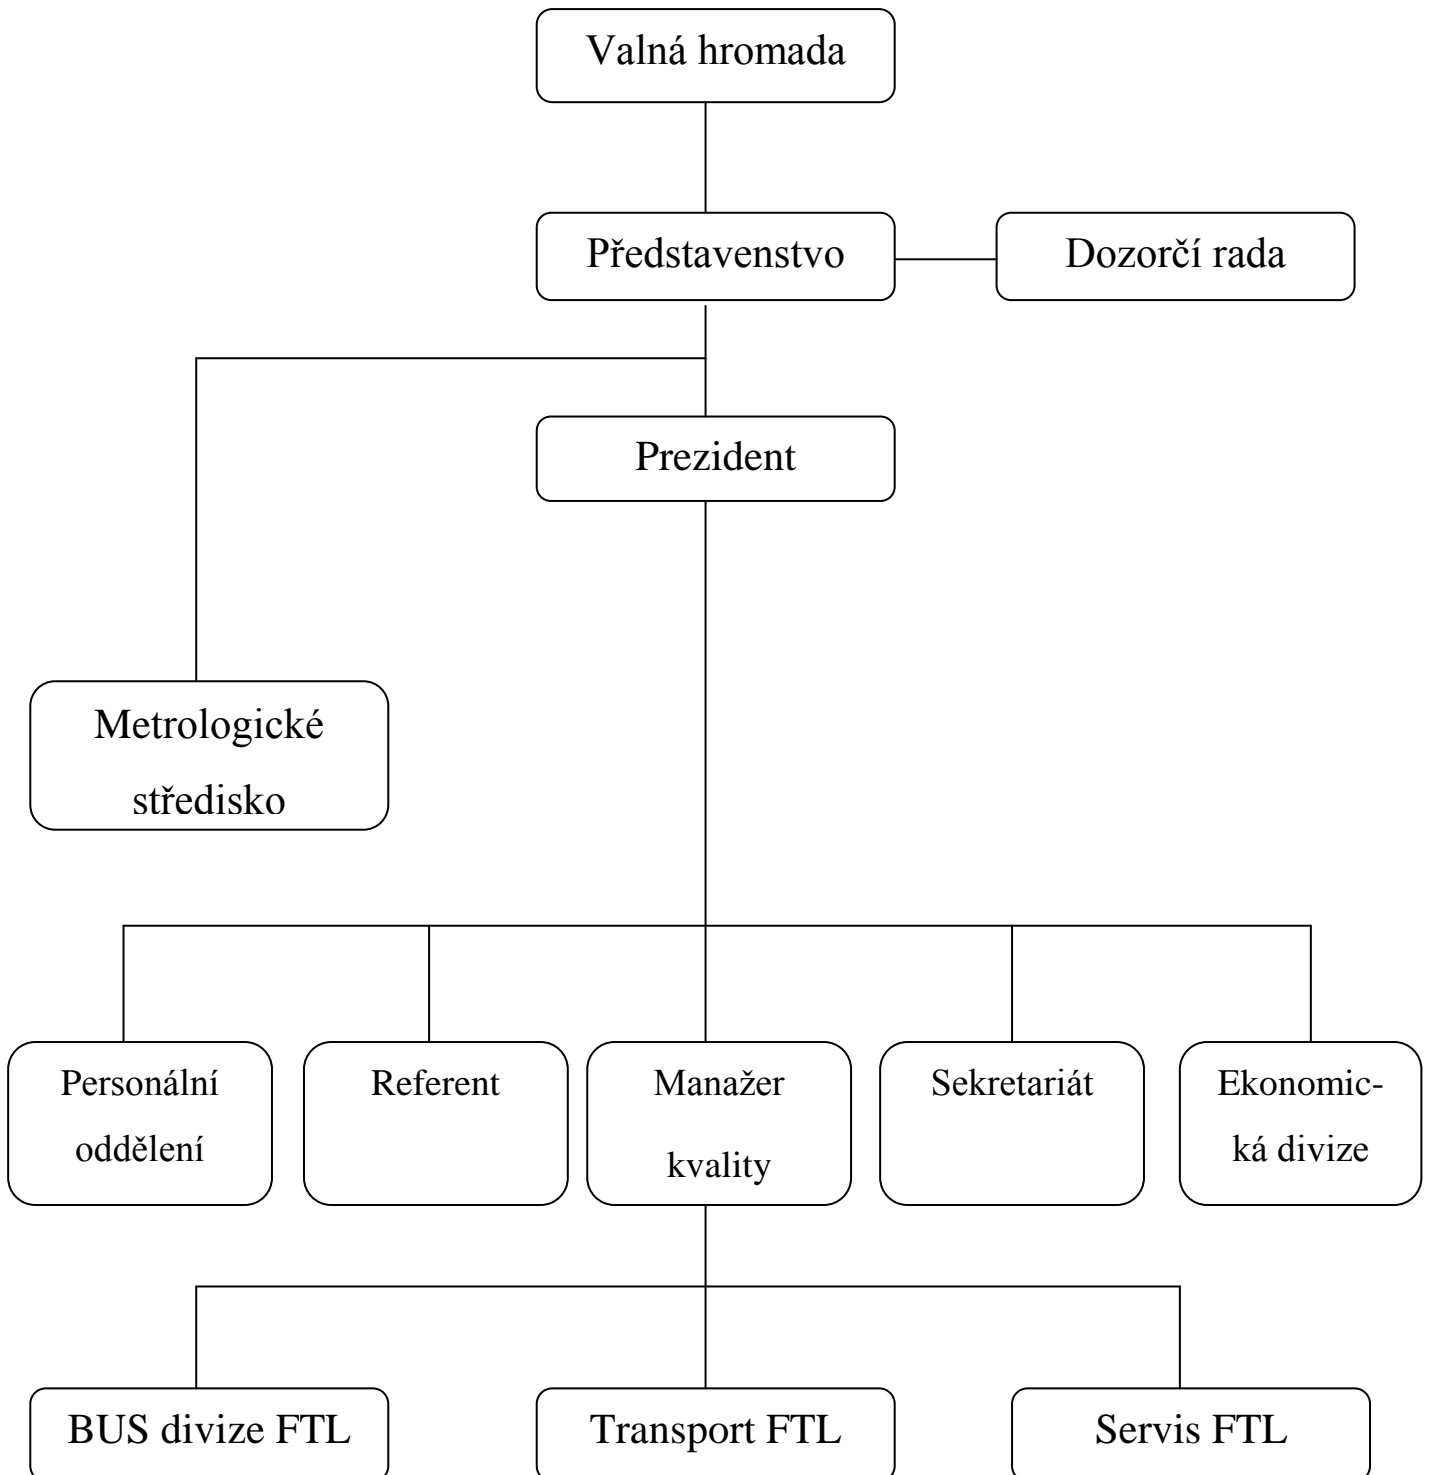 Valná hromada
Představenstvo
Dozorčí rada
Prezident
Metrologické
středisko
Personální
oddělení
Referent
Manažer
kvality
Sekretariát
Ekonomic-
ká divize
BUS divize FTL
Transport FTL
Servis FTL